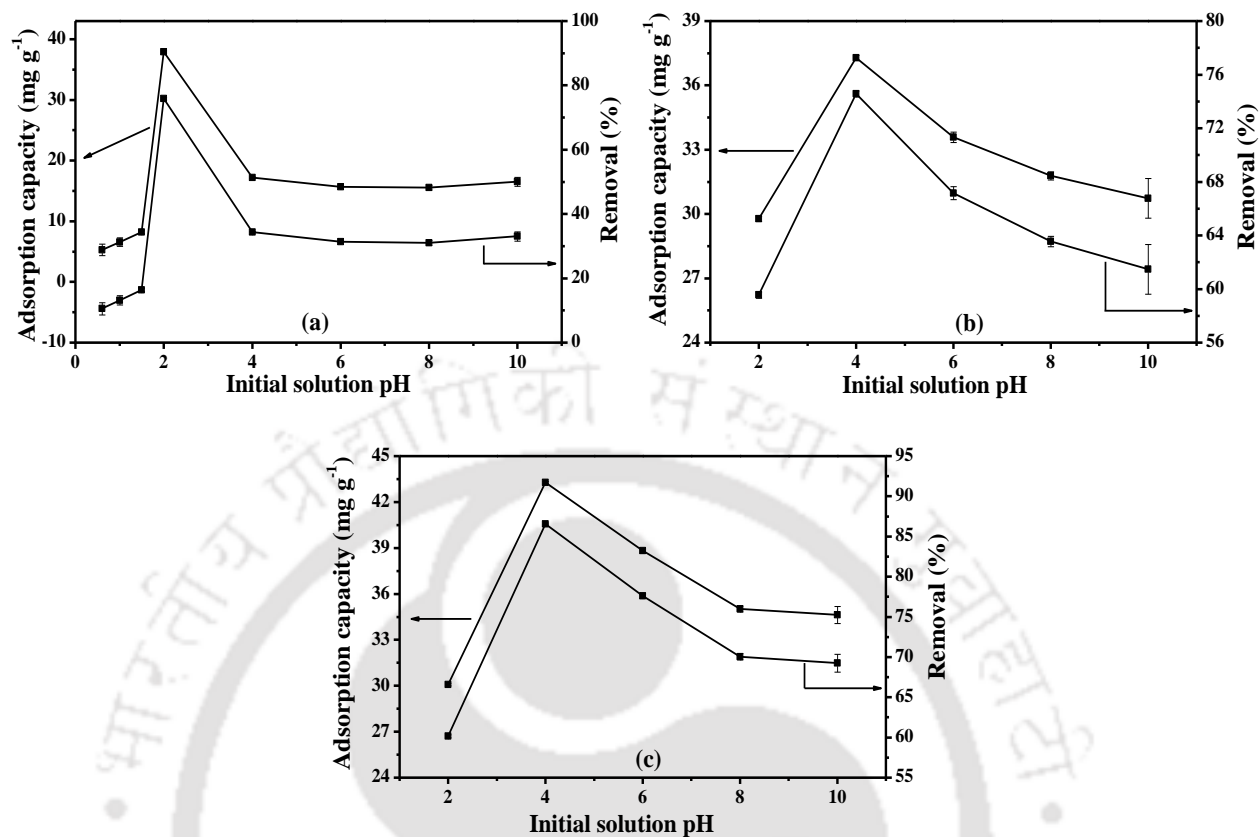 Adsorption capacity (mg g⁻¹)
40
30
20
10
0
-10
0 2 4 6 8 10
Initial solution pH
100
80
60
40
20
0
Removal (%)
(a)
Adsorption capacity (mg g⁻¹)
39
36
33
30
27
24
2 4 6 8 10
Initial solution pH
80
76
72
68
64
60
56
Removal (%)
(b)
Adsorption capacity (mg g⁻¹)
45
42
39
36
33
30
27
24
2 4 6 8 10
Initial solution pH
95
90
85
80
75
70
65
60
55
Removal (%)
(c)
भारतीय प्रौद्योगिकी संस्थान